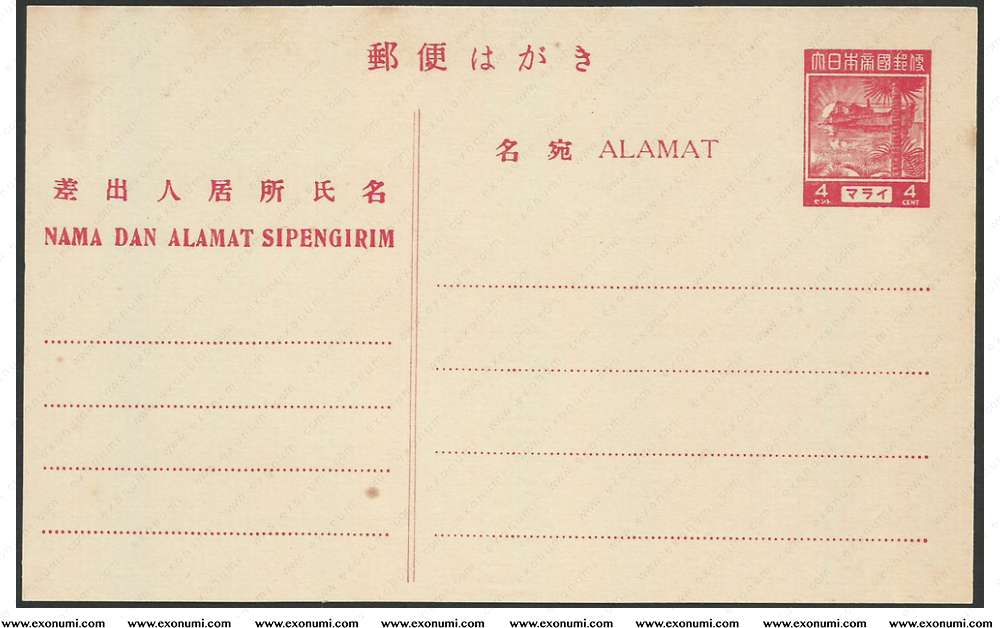 郵便はがき
大日本帝國郵便
名宛 ALAMAT
4 セント マライ 4 CENT
差出人居所氏名
NAMA DAN ALAMAT SIPENGIRIM
www.exonumi.com www.exonumi.com www.exonumi.com www.exonumi.com www.exonumi.com www.exonumi.com www.exonumi.com www.exonumi.com